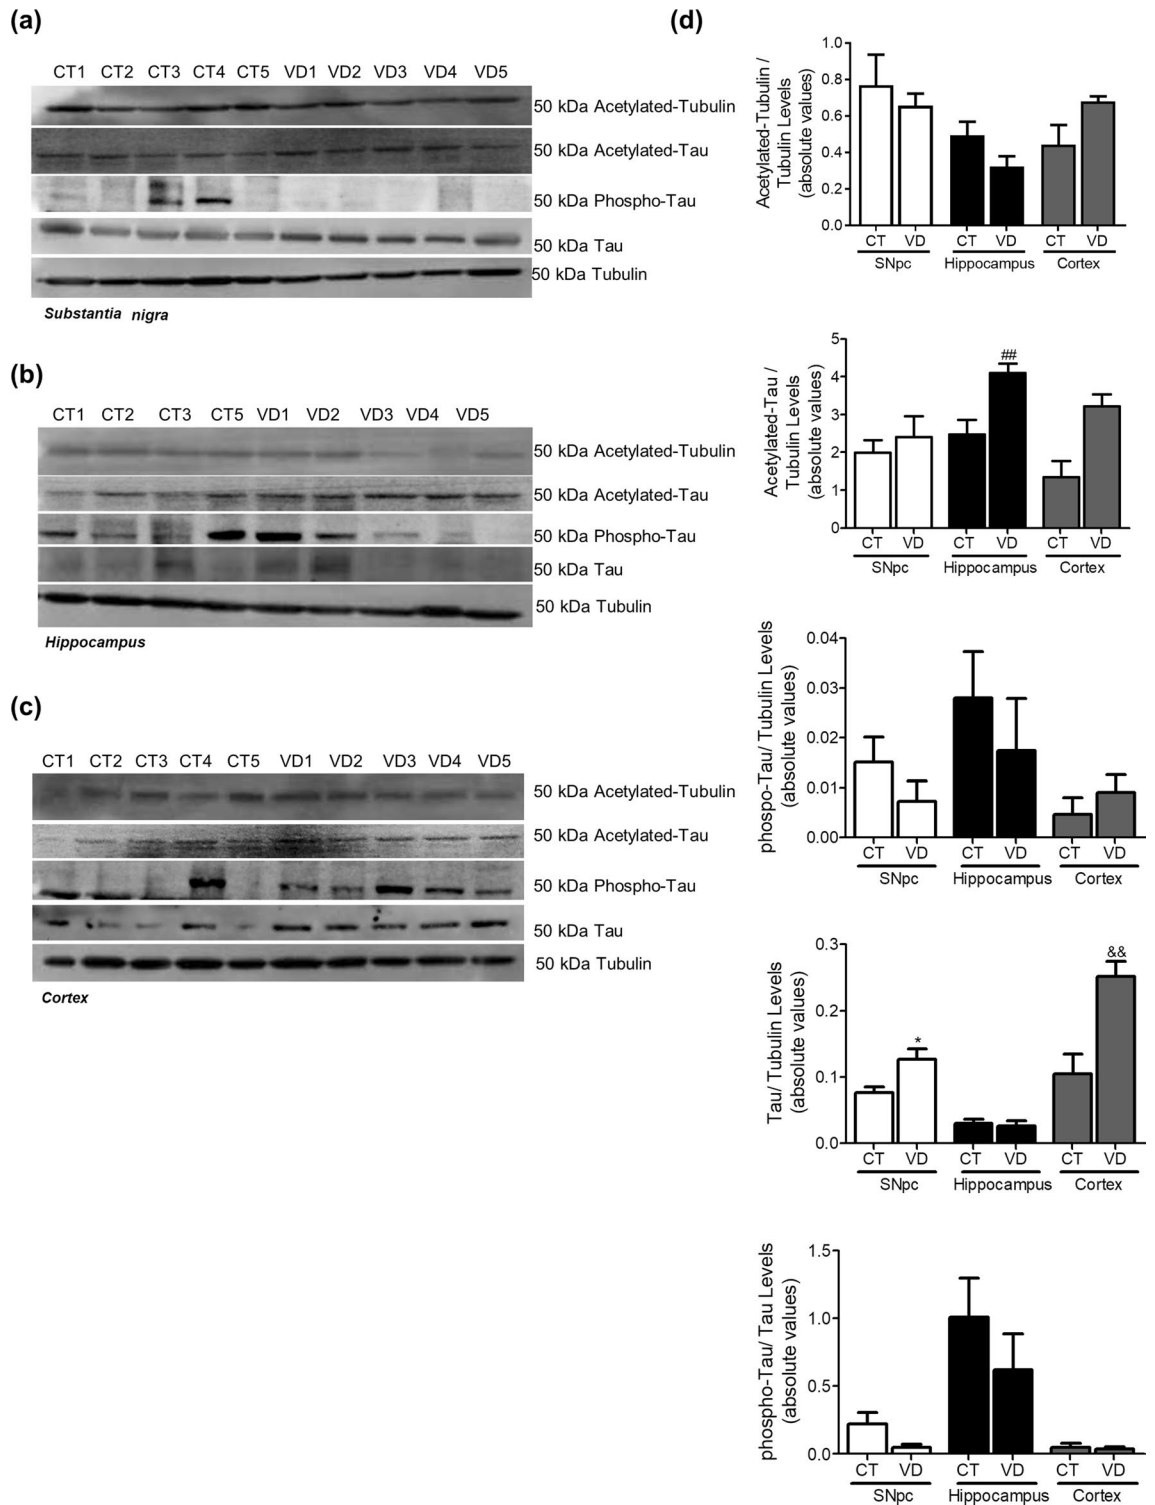 (a)
CT1 CT2 CT3 CT4 CT5 VD1 VD2 VD3 VD4 VD5
50 kDa Acetylated-Tubulin
50 kDa Acetylated-Tau
50 kDa Phospho-Tau
50 kDa Tau
50 kDa Tubulin
Substantia nigra
(b)
CT1 CT2 CT3 CT5 VD1 VD2 VD3 VD4 VD5
50 kDa Acetylated-Tubulin
50 kDa Acetylated-Tau
50 kDa Phospho-Tau
50 kDa Tau
50 kDa Tubulin
Hippocampus
(c)
CT1 CT2 CT3 CT4 CT5 VD1 VD2 VD3 VD4 VD5
50 kDa Acetylated-Tubulin
50 kDa Acetylated-Tau
50 kDa Phospho-Tau
50 kDa Tau
50 kDa Tubulin
Cortex
(d)
Acetylated-Tubulin /
Tubulin Levels
(absolute values)
1.0
0.8
0.6
0.4
0.2
0.0
CT VD CT VD CT VD
SNpc Hippocampus Cortex
Acetylated-Tau /
Tubulin Levels
(absolute values)
5
4
3
2
1
0
##
CT VD CT VD CT VD
SNpc Hippocampus Cortex
phospo-Tau/ Tubulin Levels
(absolute values)
0.04
0.03
0.02
0.01
0.00
CT VD CT VD CT VD
SNpc Hippocampus Cortex
Tau/ Tubulin Levels
(absolute values)
0.3
0.2
0.1
0.0
*
&&
CT VD CT VD CT VD
SNpc Hippocampus Cortex
phospho-Tau/ Tau Levels
(absolute values)
1.5
1.0
0.5
0.0
CT VD CT VD CT VD
SNpc Hippocampus Cortex